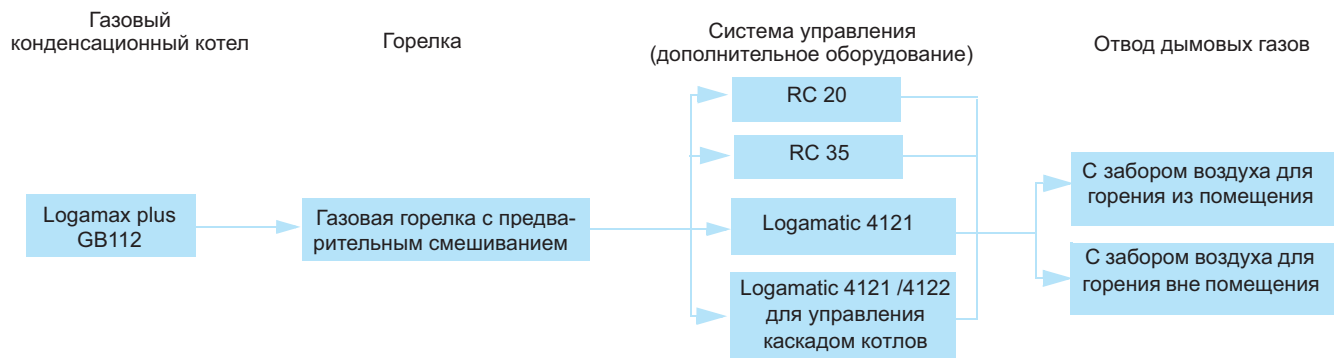 Газовый
конденсационный котел
Горелка
Система управления
(дополнительное оборудование)
Отвод дымовых газов
Logamax plus
GB112
Газовая горелка с предва-
рительным смешиванием
RC 20
RC 35
Logamatic 4121
Logamatic 4121 /4122
для управления
каскадом котлов
С забором воздуха для
горения из помещения
С забором воздуха для
горения вне помещения